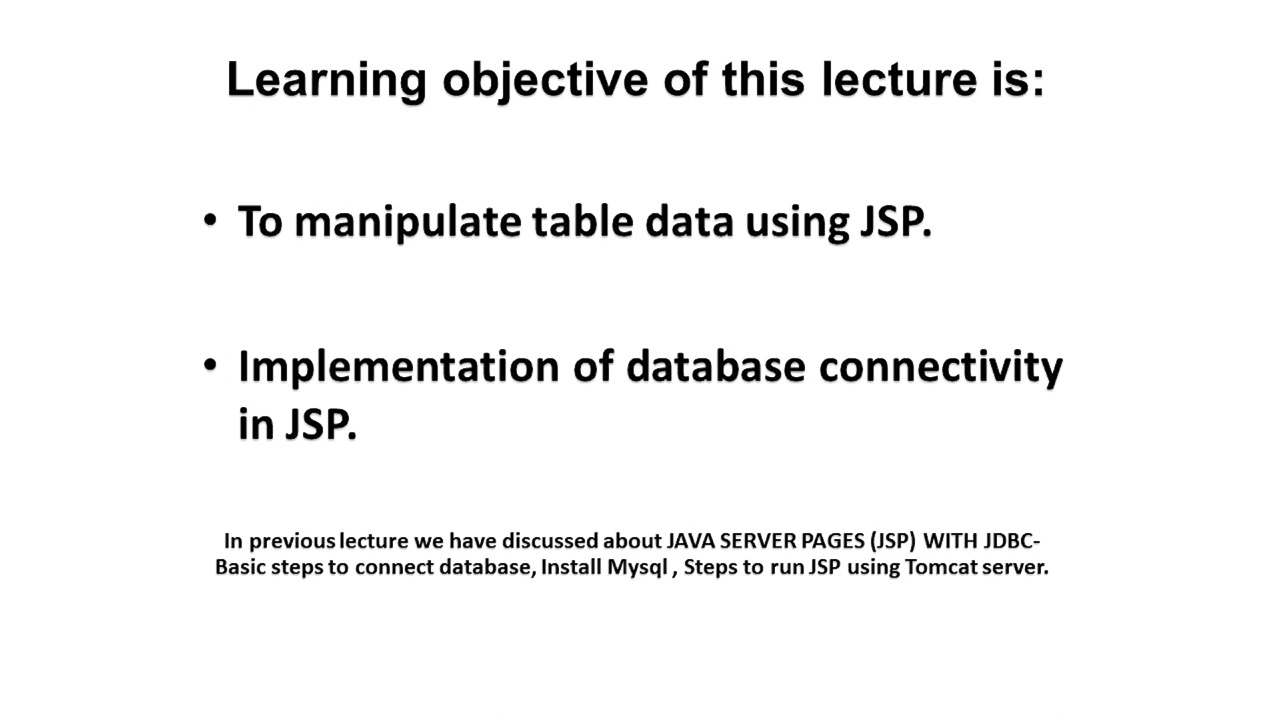 Learning objective of this lecture is:
• To manipulate table data using JSP.
• Implementation of database connectivity
in JSP.
In previous lecture we have discussed about JAVA SERVER PAGES (JSP) WITH JDBC-
Basic steps to connect database, Install Mysql , Steps to run JSP using Tomcat server.